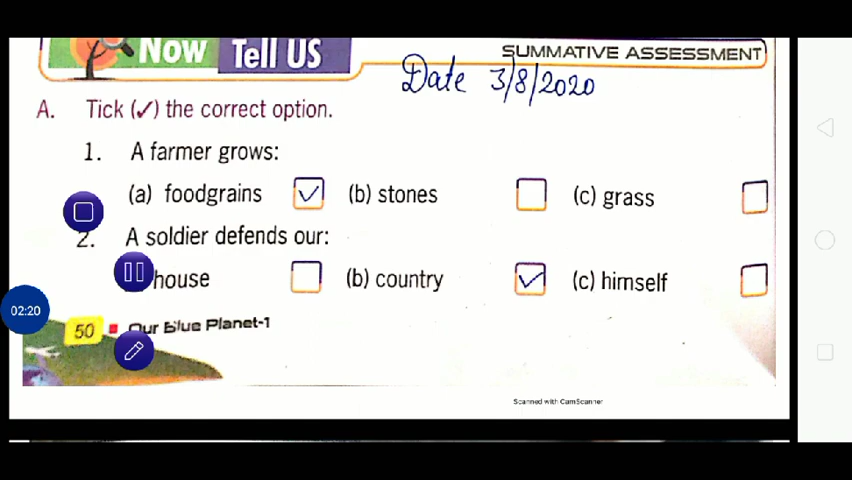 Now Tell US
SUMMATIVE ASSESSMENT
Date 3/8/2020
A. Tick (✓) the correct option.
1. A farmer grows:
(a) foodgrains ✓ (b) stones (c) grass
2. A soldier defends our:
house (b) country ✓ (c) himself
02:20
50 Our Blue Planet-1
Scanned with CamScanner